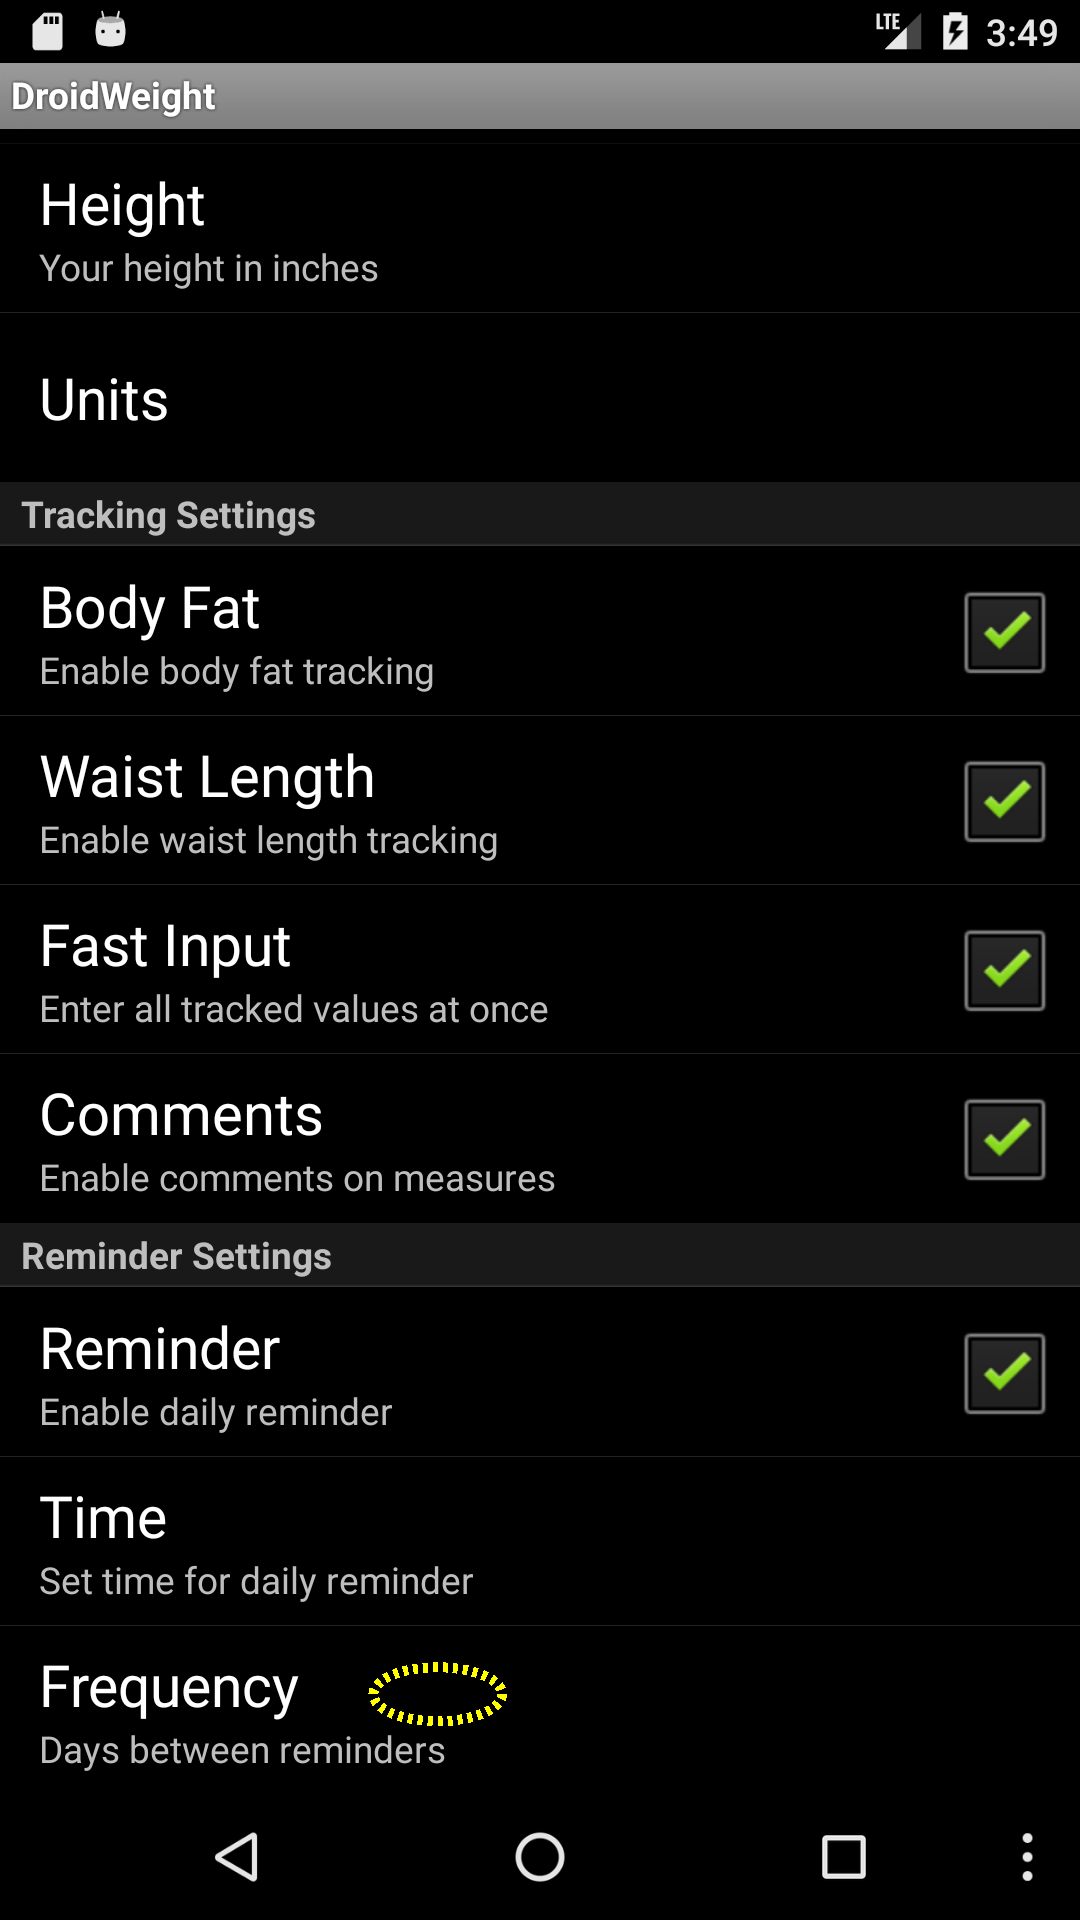 LTE 3:49
DroidWeight
Height
Your height in inches
Units
Tracking Settings
Body Fat
Enable body fat tracking
Waist Length
Enable waist length tracking
Fast Input
Enter all tracked values at once
Comments
Enable comments on measures
Reminder Settings
Reminder
Enable daily reminder
Time
Set time for daily reminder
Frequency
Days between reminders